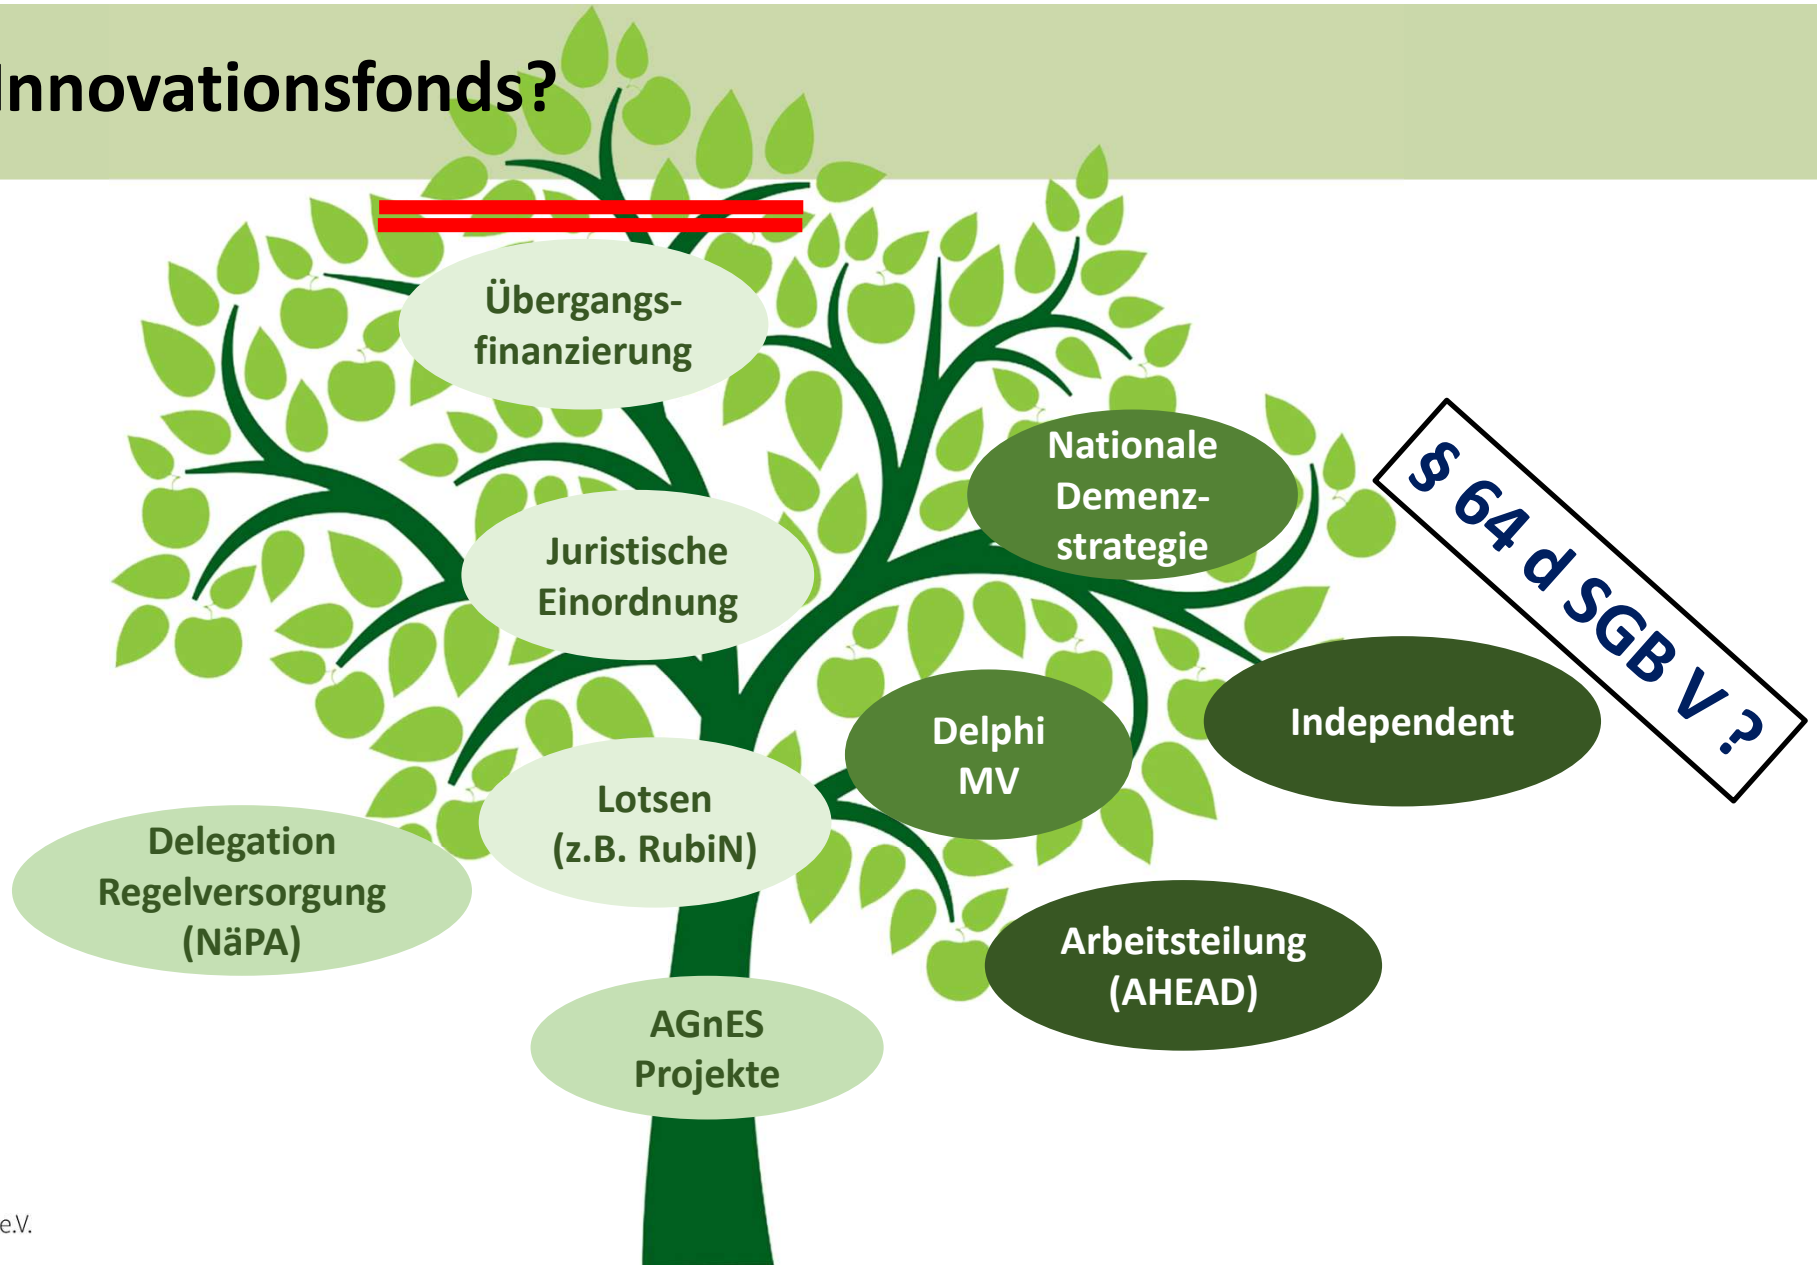 Innovationsfonds?
Übergangs-
finanzierung
Nationale
Demenz-
strategie
§ 64 d SGB V ?
Juristische
Einordnung
Independent
Delphi
MV
Lotsen
(z.B. RubiN)
Delegation
Regelversorgung
(NäPA)
Arbeitsteilung
(AHEAD)
AGnES
Projekte
e.V.